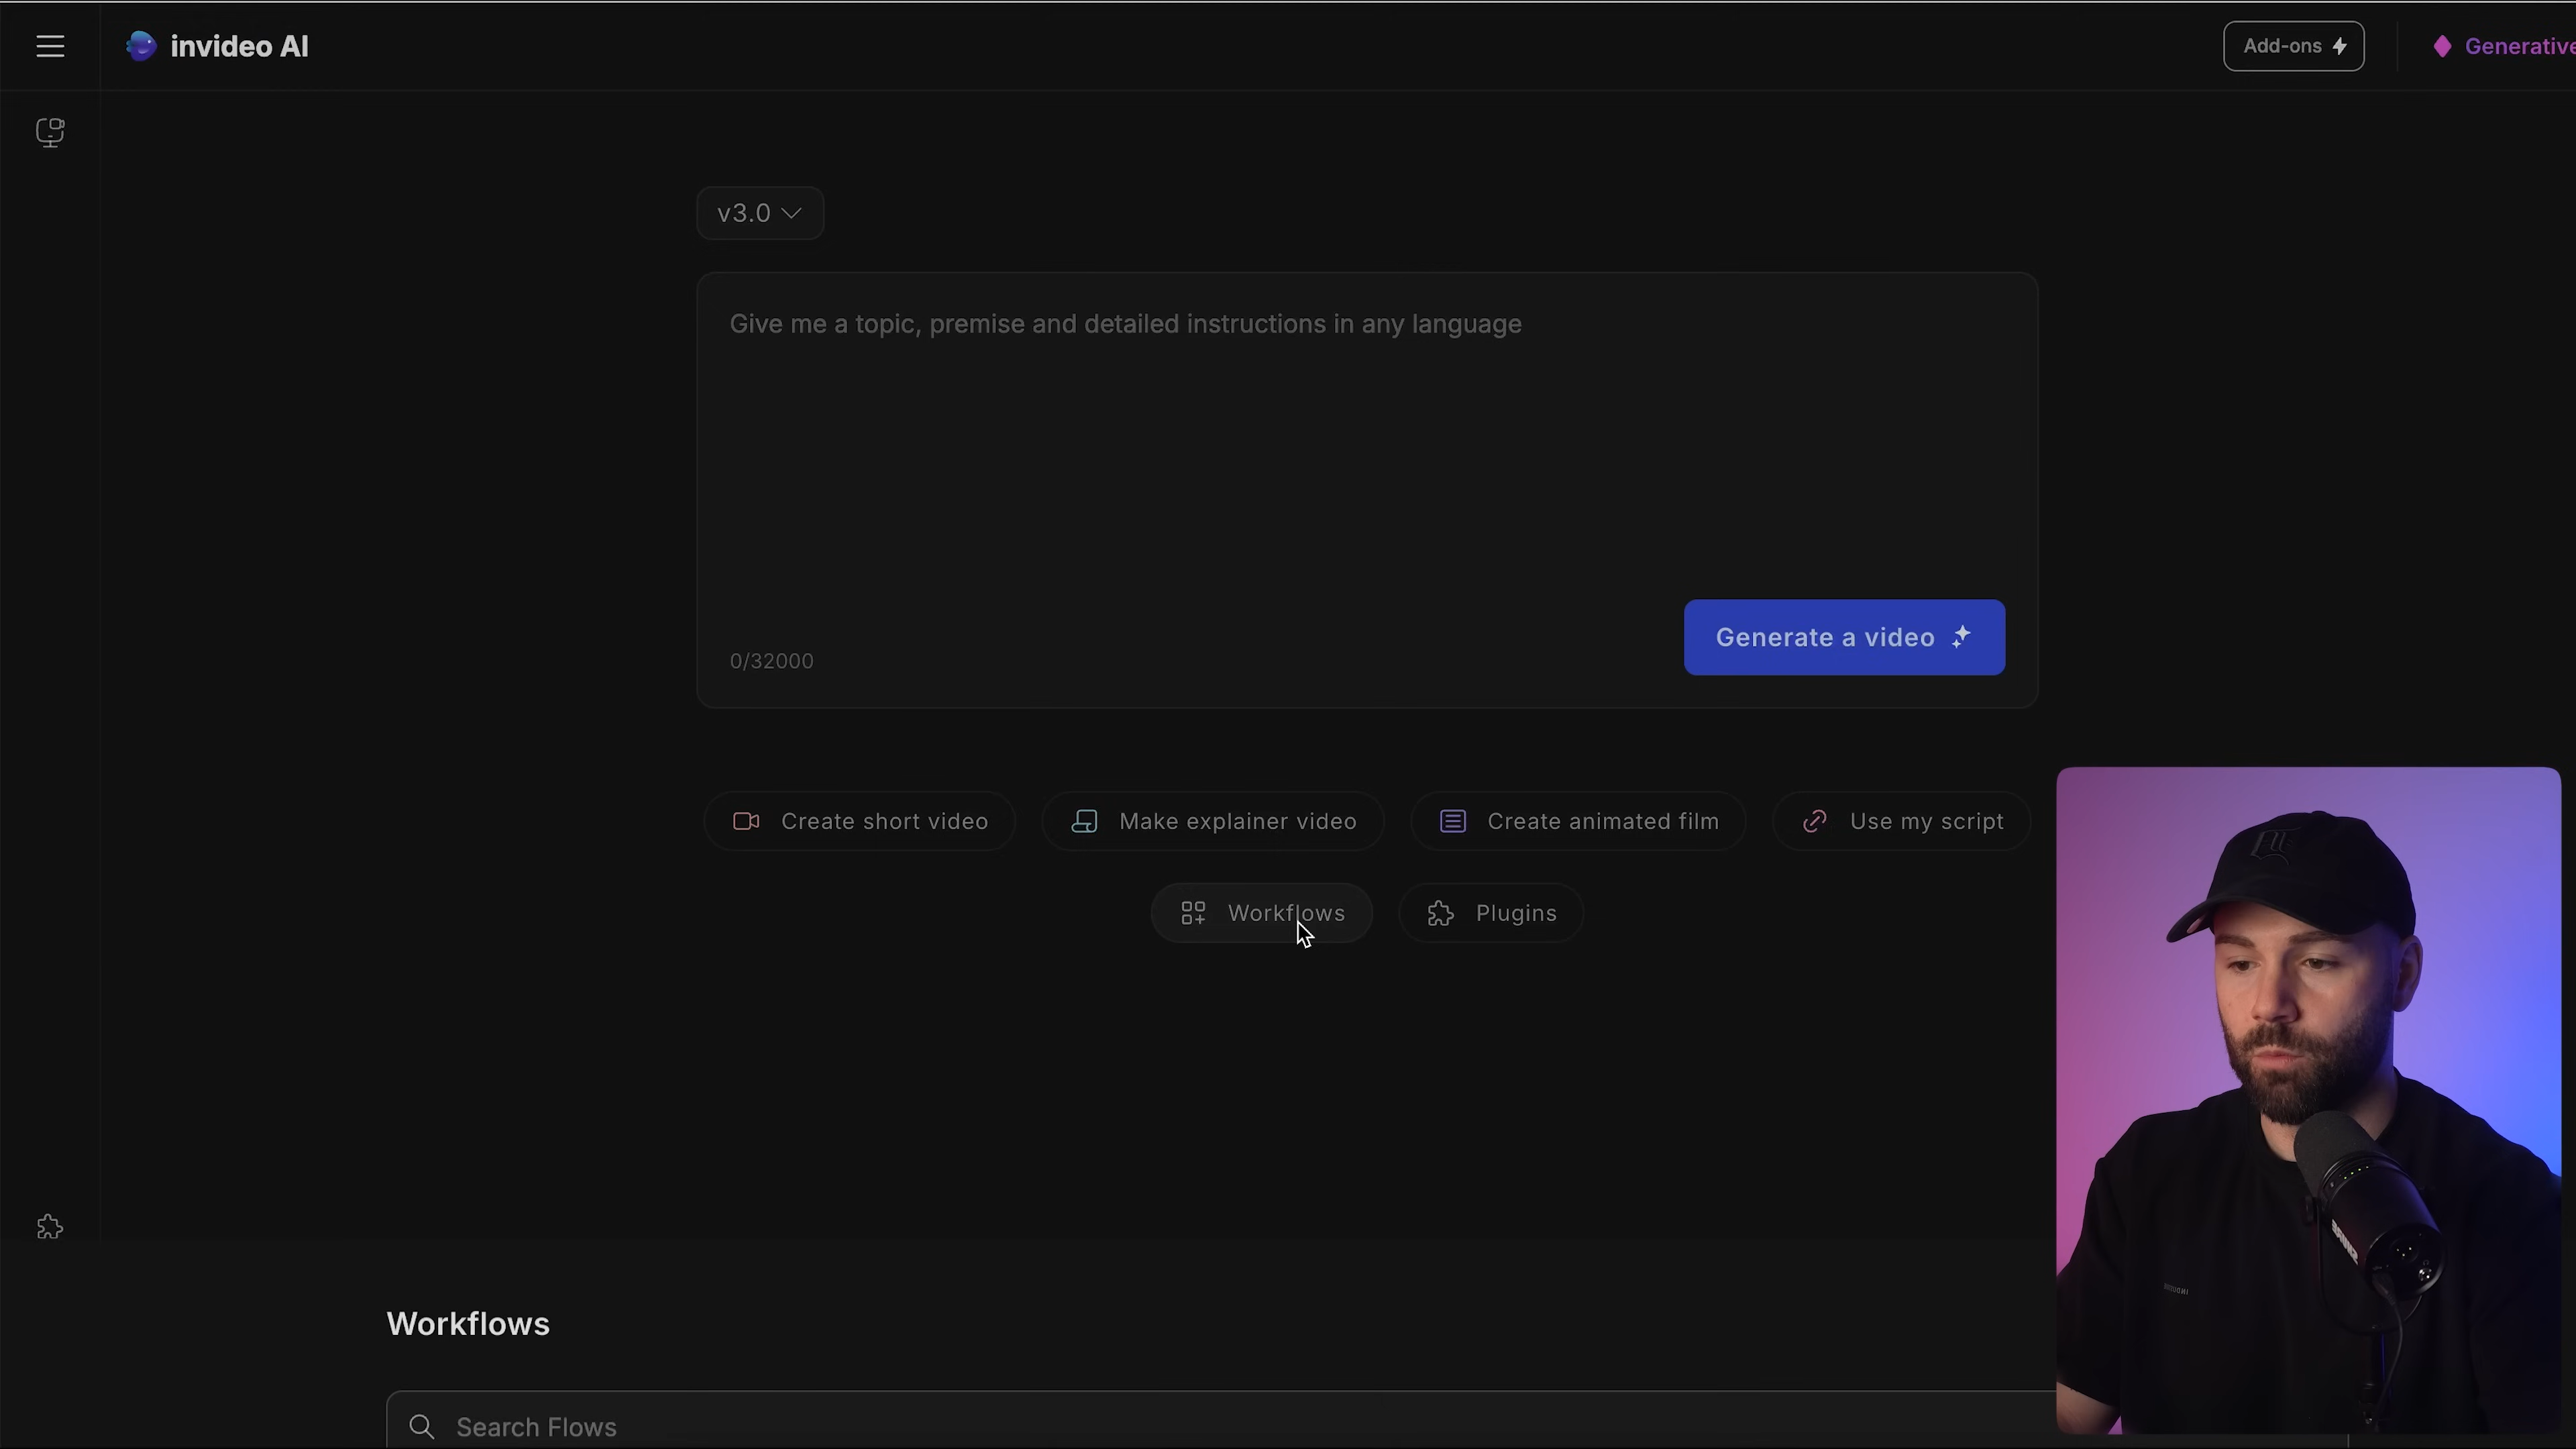 invideo AI
Add-ons
Generative
v3.0
Give me a topic, premise and detailed instructions in any language
0/32000
Generate a video
Create short video
Make explainer video
Create animated film
Use my script
Workflows
Plugins
Workflows
Search Flows